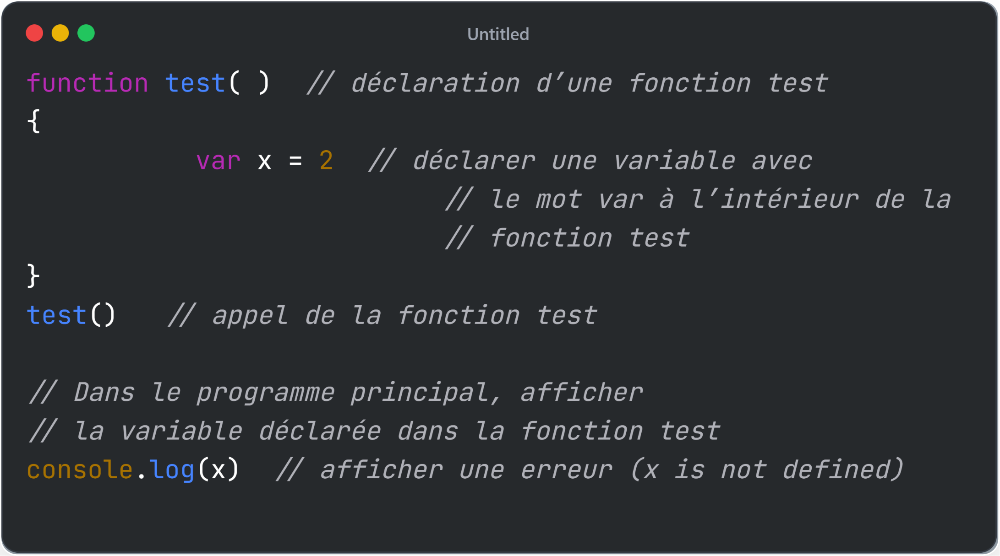 Untitled
function test( )  // déclaration d’une fonction test
{
           var x = 2  // déclarer une variable avec
                           // le mot var à l’intérieur de la
                           // fonction test
}
test()   // appel de la fonction test
// Dans le programme principal, afficher
// la variable déclarée dans la fonction test
console.log(x)  // afficher une erreur (x is not defined)